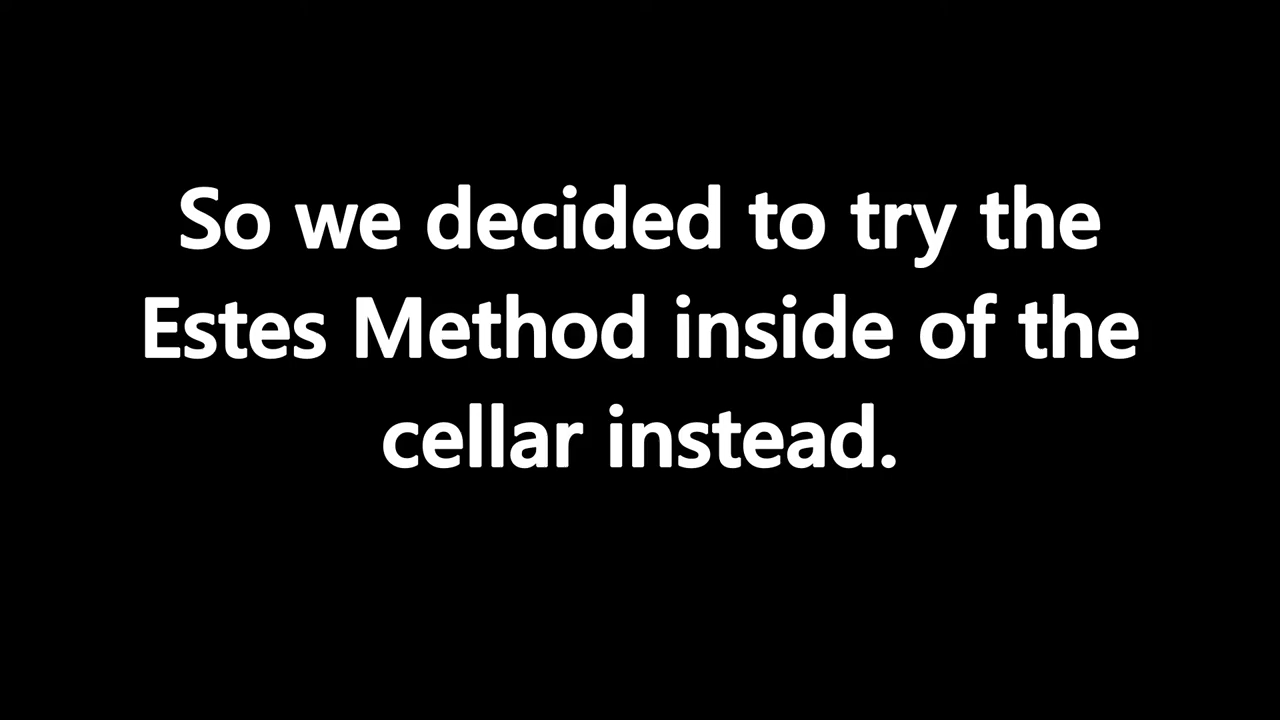 So we decided to try the
Estes Method inside of the
cellar instead.